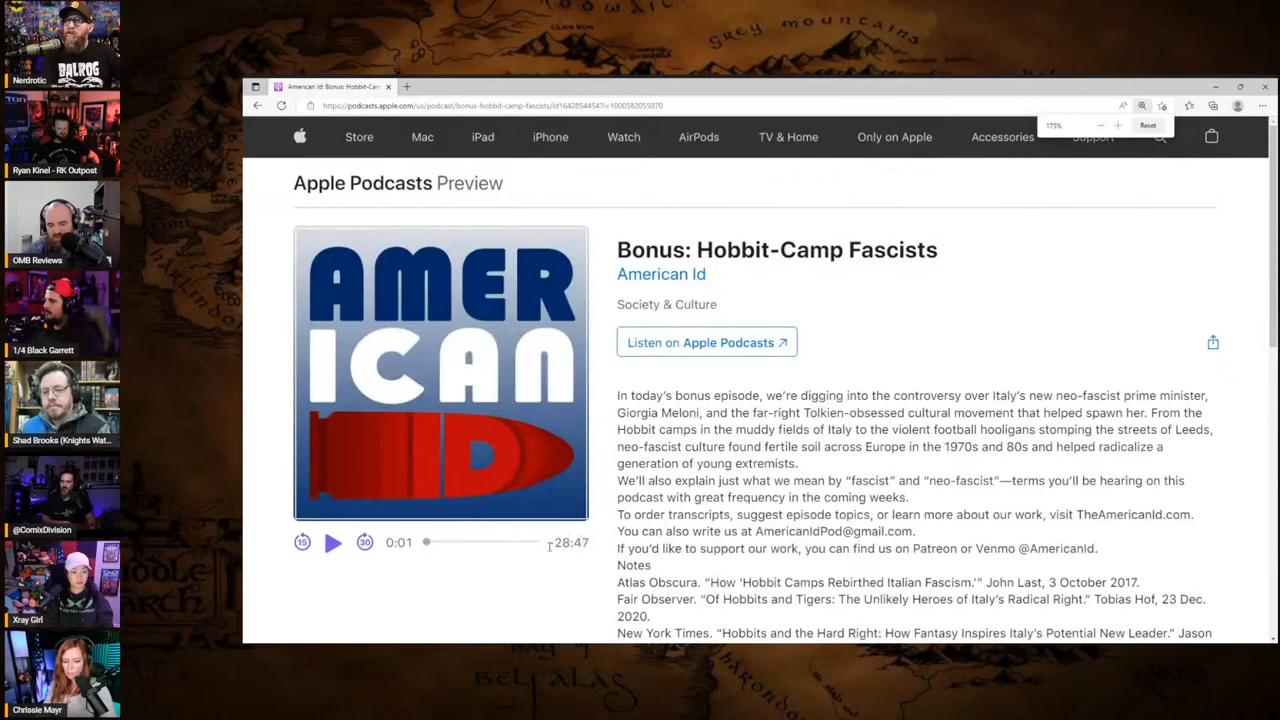 GREY MOUNTAINS
BALROG
Nerdrotic
Ryan Kinel - RK Outpost
OMB Reviews
1/4 Black Garrett
Shad Brooks (Knights Wat...
@ComixDivision
Xray Girl
Chrissie Mayr
American Id: Bonus: Hobbit-Cam
https://podcasts.apple.com/us/podcast/bonus-hobbit-camp-fascists/id1642854454?i=1000582055070
175%
Reset
Store
Mac
iPad
iPhone
Watch
AirPods
TV & Home
Only on Apple
Accessories
Support
Apple Podcasts Preview
AMER
ICAN
ID
Bonus: Hobbit-Camp Fascists
American Id
Society & Culture
Listen on Apple Podcasts ↗
15
30
0:01
-28:47
In today's bonus episode, we're digging into the controversy over Italy's new neo-fascist prime minister,
Giorgia Meloni, and the far-right Tolkien-obsessed cultural movement that helped spawn her. From the
Hobbit camps in the muddy fields of Italy to the violent football hooligans stomping the streets of Leeds,
neo-fascist culture found fertile soil across Europe in the 1970s and 80s and helped radicalize a
generation of young extremists.
We'll also explain just what we mean by “fascist” and “neo-fascist”—terms you'll be hearing on this
podcast with great frequency in the coming weeks.
To order transcripts, suggest episode topics, or learn more about our work, visit TheAmericanId.com.
You can also write us at AmericanIdPod@gmail.com.
If you'd like to support our work, you can find us on Patreon or Venmo @AmericanId.
Notes
Atlas Obscura. “How ‘Hobbit Camps Rebirthed Italian Fascism.’” John Last, 3 October 2017.
Fair Observer. “Of Hobbits and Tigers: The Unlikely Heroes of Italy's Radical Right.” Tobias Hof, 23 Dec.
2020.
New York Times. “Hobbits and the Hard Right: How Fantasy Inspires Italy's Potential New Leader.” Jason
BELFALAS